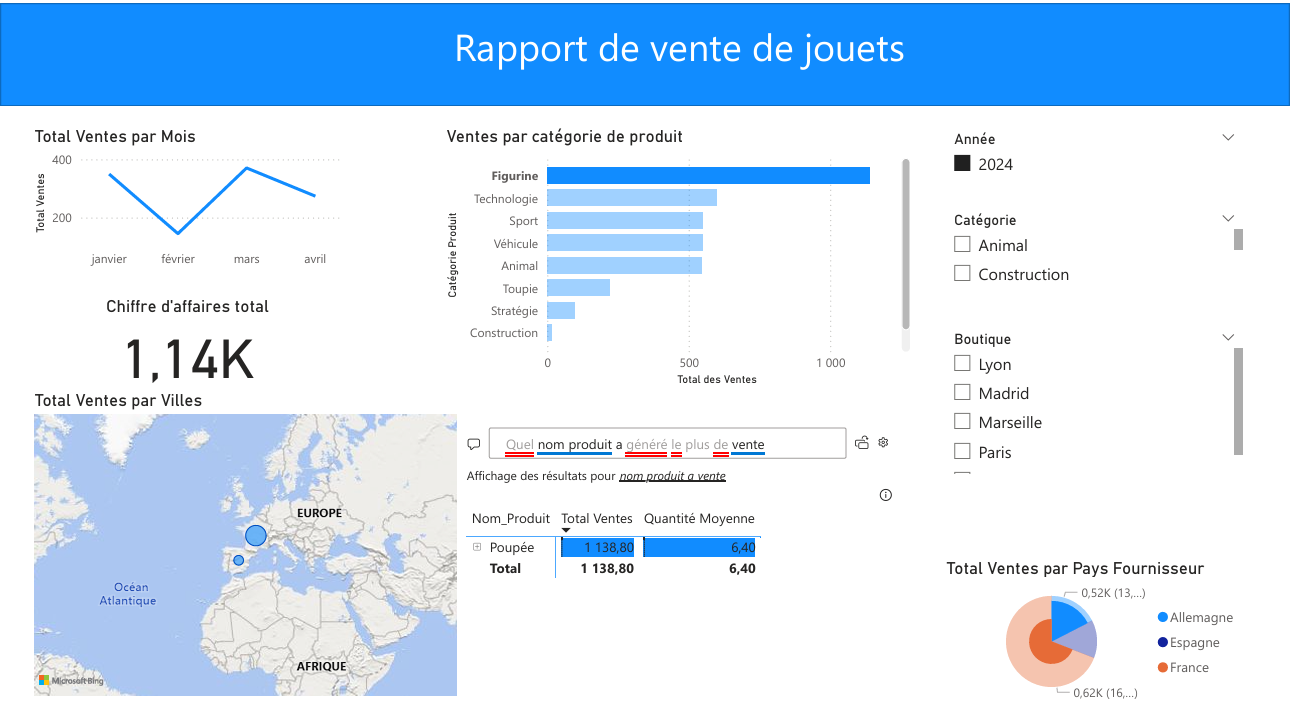 Rapport de vente de jouets
Total Ventes par Mois
400
200
Total Ventes
janvier février mars avril
Chiffre d'affaires total
1,14K
Total Ventes par Villes
EUROPE
Océan
Atlantique
AFRIQUE
Microsoft Bing
Ventes par catégorie de produit
Catégorie Produit
Figurine
Technologie
Sport
Véhicule
Animal
Toupie
Stratégie
Construction
0 500 1 000
Total des Ventes
Quel nom produit a généré le plus de vente
Affichage des résultats pour nom produit a vente
Nom_Produit Total Ventes Quantité Moyenne
Poupée 1 138,80 6,40
Total 1 138,80 6,40
Année
2024
Catégorie
Animal
Construction
Boutique
Lyon
Madrid
Marseille
Paris
Total Ventes par Pays Fournisseur
0,52K (13,...)
0,62K (16,...)
Allemagne
Espagne
France